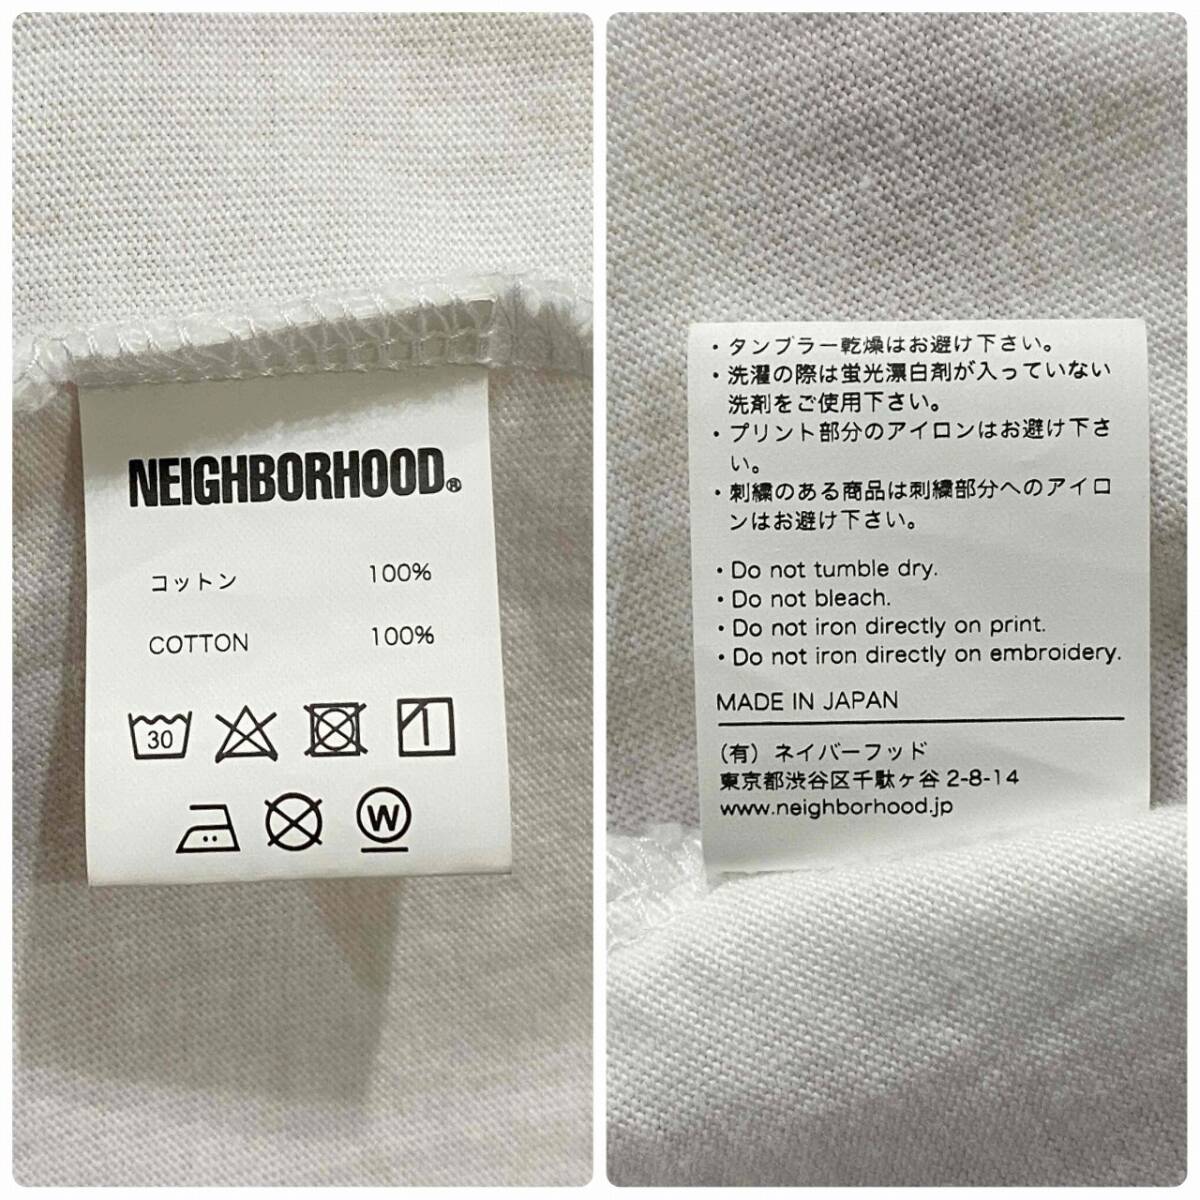 NEIGHBORHOOD®
コットン 100%
COTTON 100%
30
W
・タンブラー乾燥はお避け下さい。
・洗濯の際は蛍光漂白剤が入っていない
洗剤をご使用下さい。
・プリント部分のアイロンはお避け下さ
い。
・刺繍のある商品は刺繍部分へのアイロ
ンはお避け下さい。
・Do not tumble dry.
・Do not bleach.
・Do not iron directly on print.
・Do not iron directly on embroidery.
MADE IN JAPAN
（有）ネイバーフッド
東京都渋谷区千駄ヶ谷 2-8-14
www.neighborhood.jp